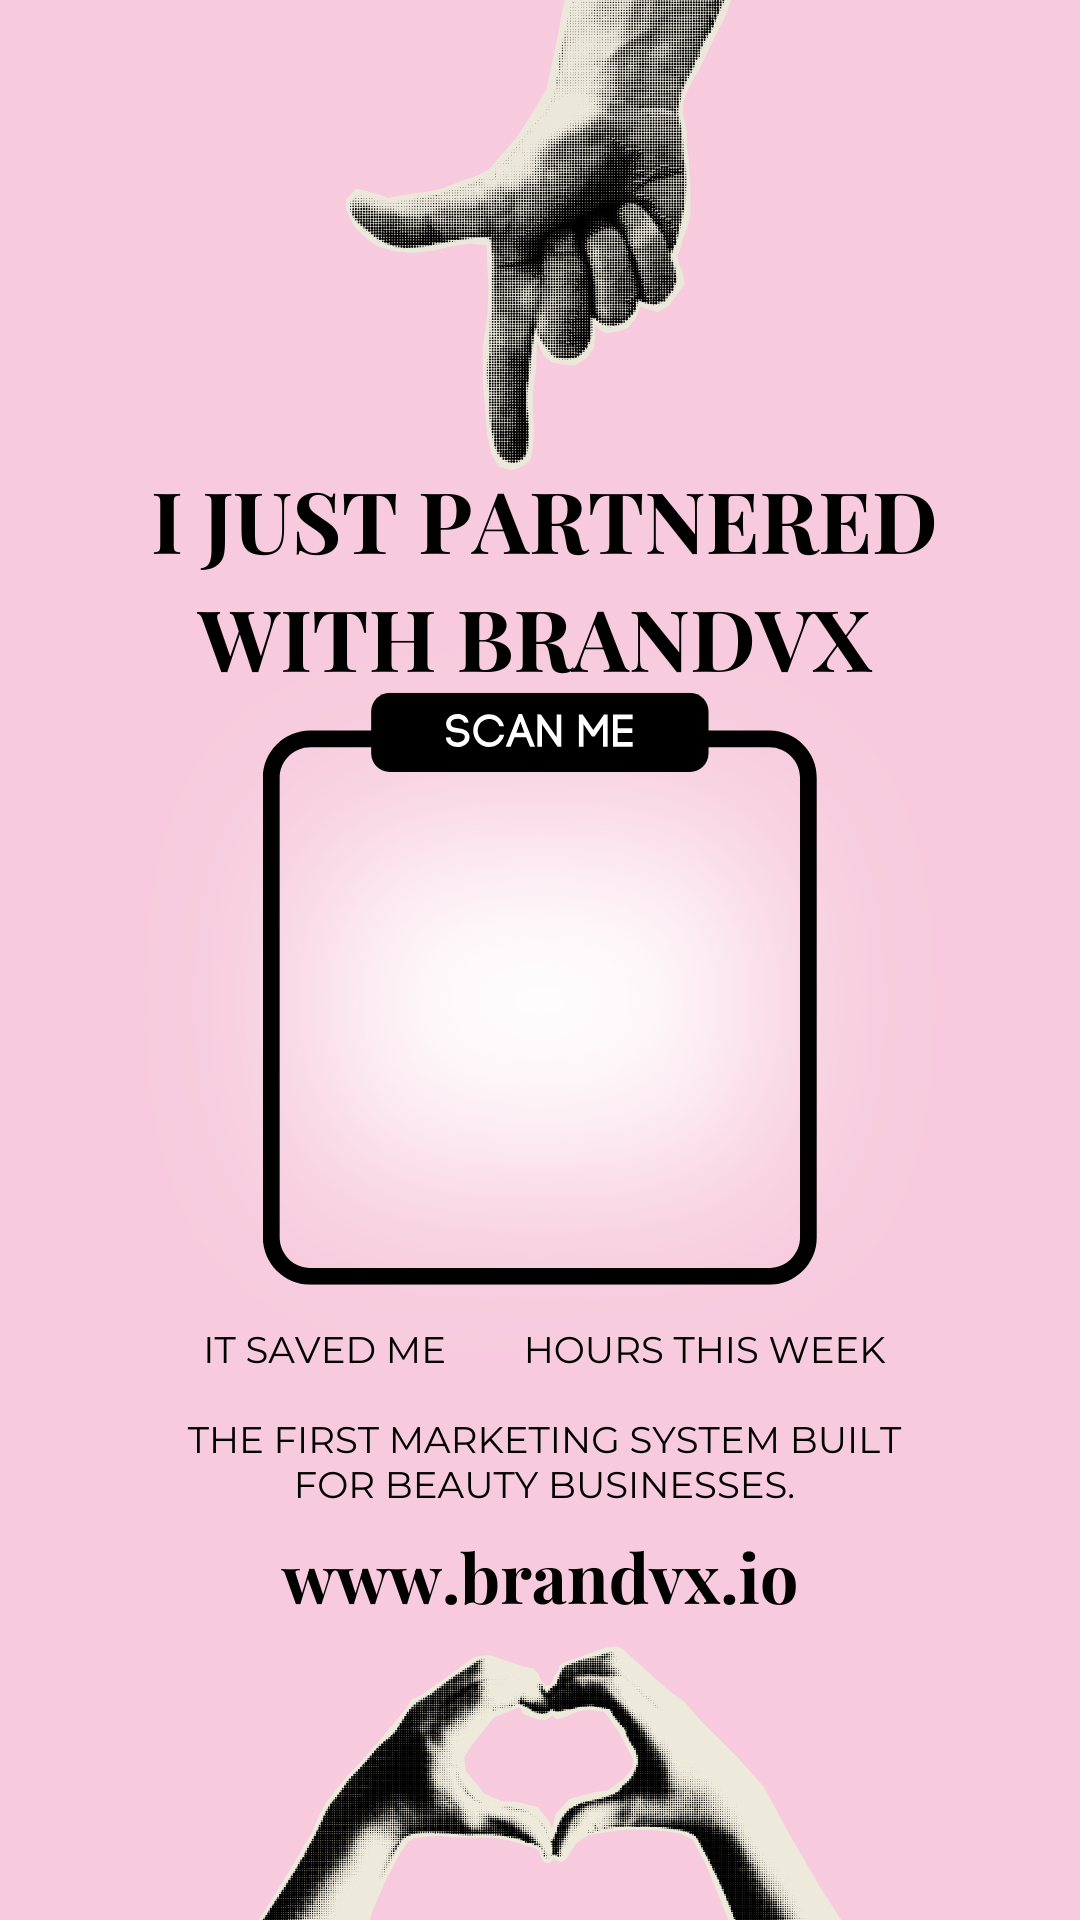 I JUST PARTNERED
WITH BRANDVX
SCAN ME
IT SAVED ME HOURS THIS WEEK
THE FIRST MARKETING SYSTEM BUILT
FOR BEAUTY BUSINESSES.
www.brandvx.io